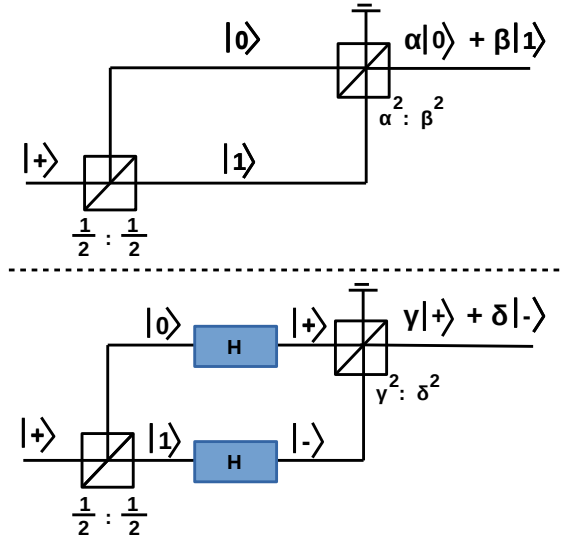 |0⟩
α|0⟩ + β|1⟩
α² : β²
|+⟩
|1⟩
1/2 : 1/2
|0⟩
H
|+⟩
γ|+⟩ + δ|-⟩
γ² : δ²
|+⟩
|1⟩
H
|-⟩
1/2 : 1/2